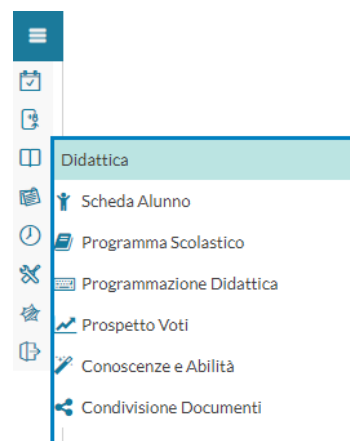 Didattica
Scheda Alunno
Programma Scolastico
Programmazione Didattica
Prospetto Voti
Conoscenze e Abilità
Condivisione Documenti